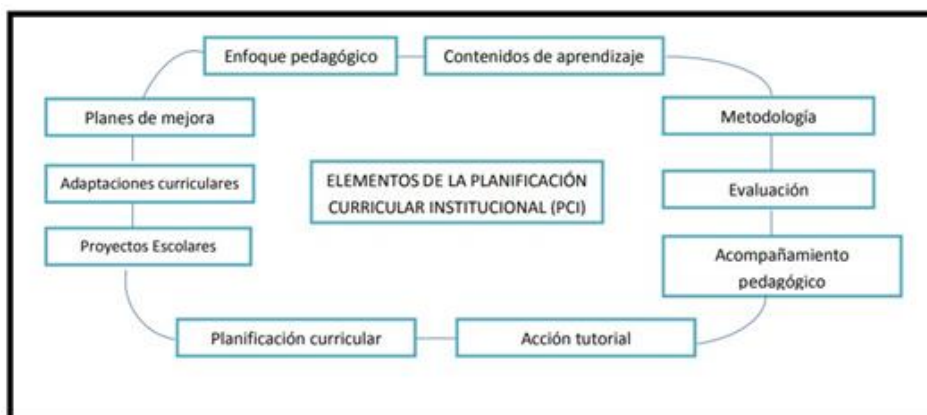 Enfoque pedagógico
Contenidos de aprendizaje
Planes de mejora
Metodología
Adaptaciones curriculares
ELEMENTOS DE LA PLANIFICACIÓN
CURRICULAR INSTITUCIONAL (PCI)
Evaluación
Proyectos Escolares
Acompañamiento
pedagógico
Planificación curricular
Acción tutorial